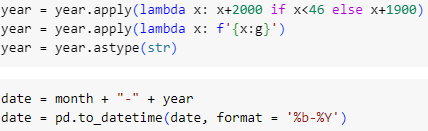 year = year.apply(lambda x: x+2000 if x<46 else x+1900)
year = year.apply(lambda x: f'{x:g}')
year = year.astype(str)
date = month + "-" + year
date = pd.to_datetime(date, format = '%b-%Y')